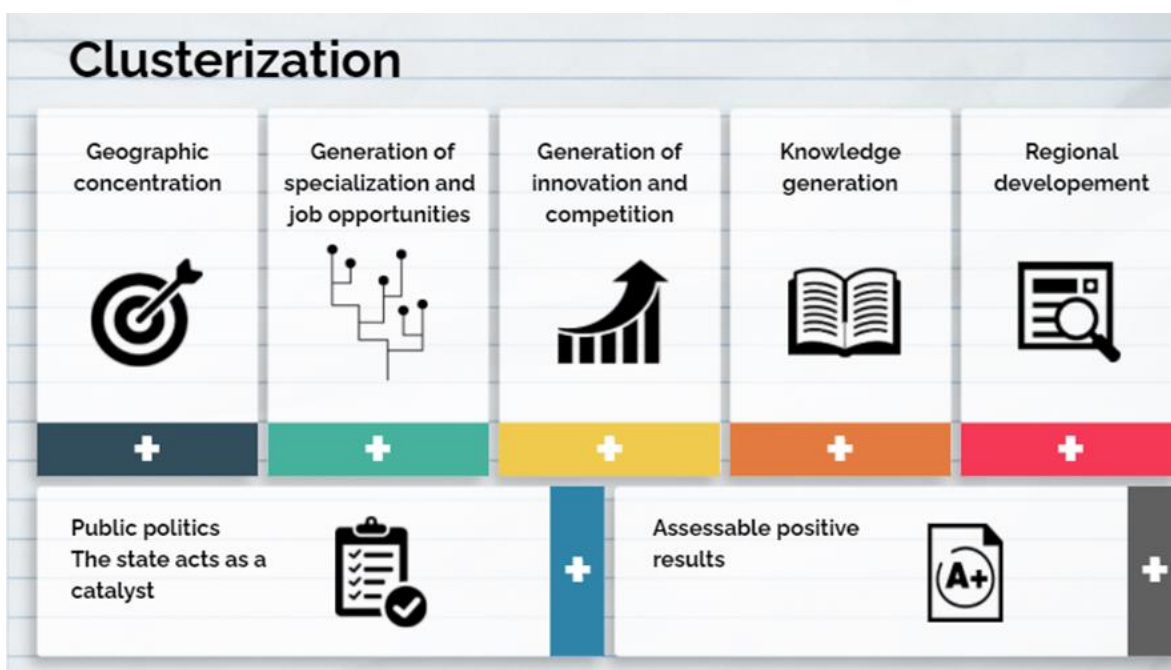 Clusterization
Geographic
concentration
Generation of
specialization and
job opportunities
Generation of
innovation and
competition
Knowledge
generation
Regional
developement
Public politics
The state acts as a
catalyst
Assessable positive
results
A+